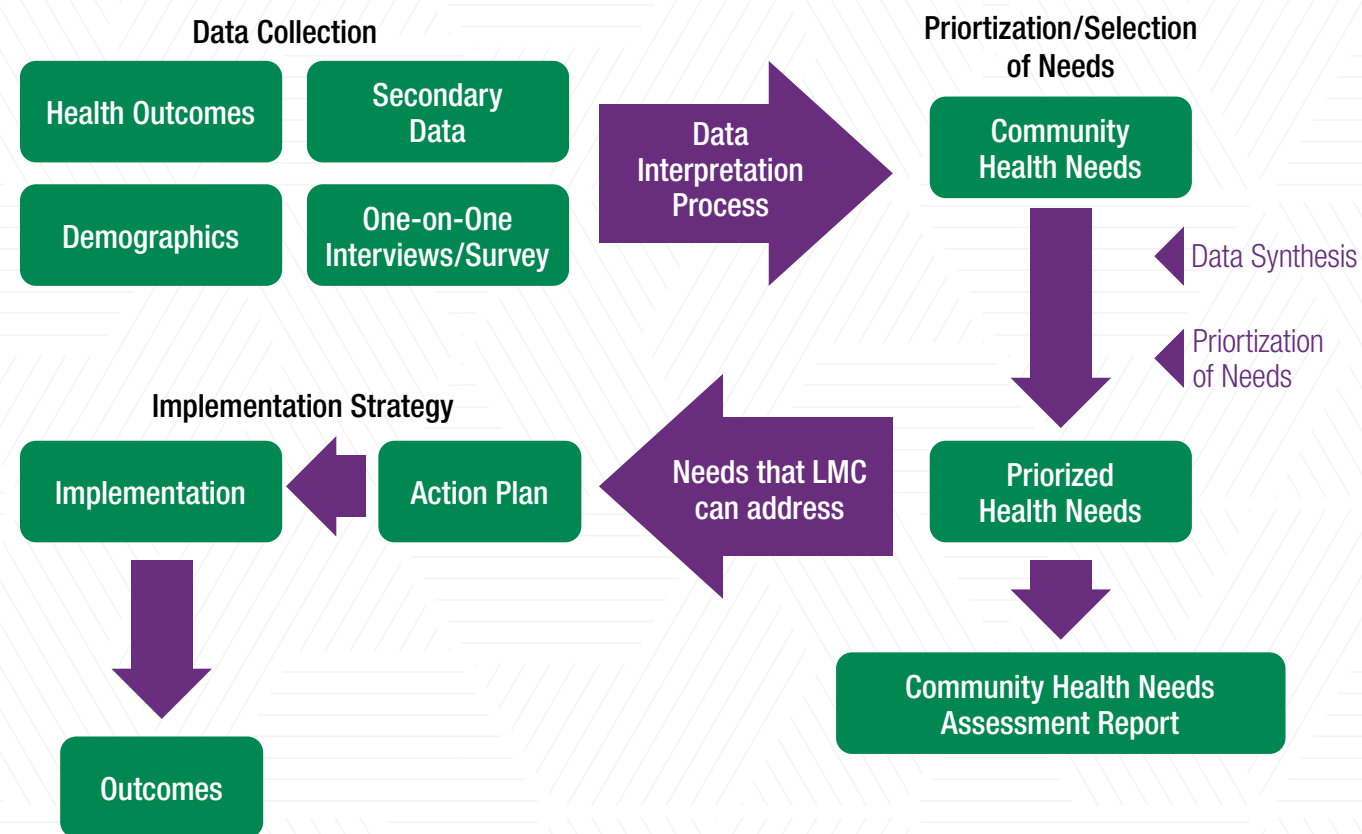 Data Collection
Health Outcomes
Secondary
Data
Demographics
One-on-One
Interviews/Survey
Data
Interpretation
Process
Priortization/Selection
of Needs
Community
Health Needs
Data Synthesis
Priortization
of Needs
Priorized
Health Needs
Community Health Needs
Assessment Report
Needs that LMC
can address
Implementation Strategy
Action Plan
Implementation
Outcomes